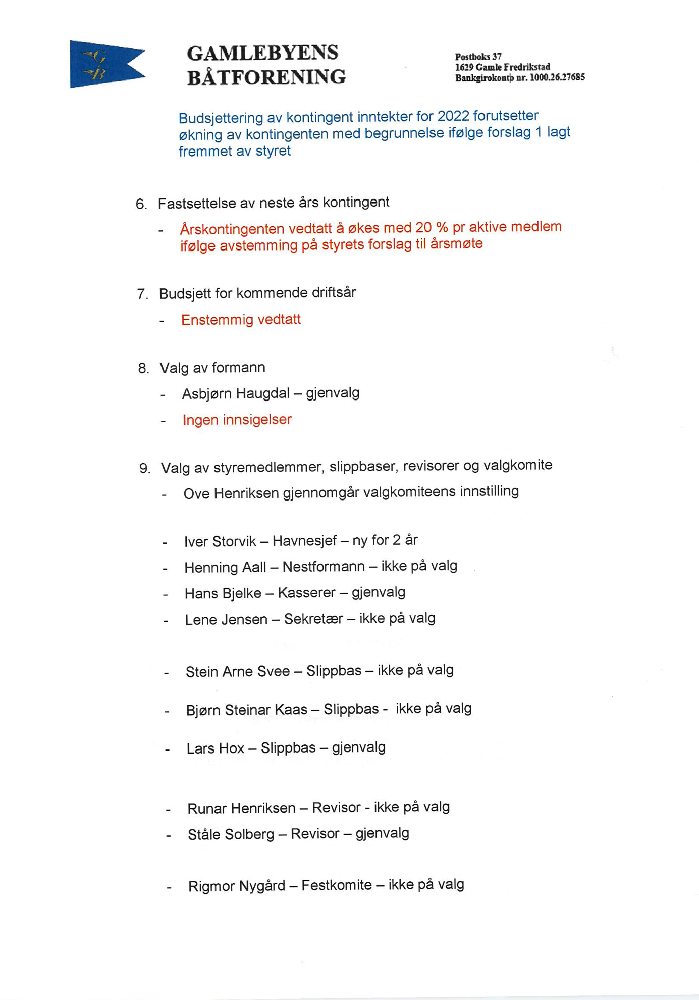 G
B
GAMLEBYENS
BÅTFORENING
Postboks 37
1629 Gamle Fredrikstad
Bankgirokonto nr. 1000.26.27685
Budsjettering av kontingent inntekter for 2022 forutsetter
økning av kontingenten med begrunnelse ifølge forslag 1 lagt
fremmet av styret
6. Fastsettelse av neste års kontingent
- Årskontingenten vedtatt å økes med 20 % pr aktive medlem
ifølge avstemming på styrets forslag til årsmøte
7. Budsjett for kommende driftsår
- Enstemmig vedtatt
8. Valg av formann
- Asbjørn Haugdal – gjenvalg
- Ingen innsigelser
9. Valg av styremedlemmer, slippbaser, revisorer og valgkomite
- Ove Henriksen gjennomgår valgkomiteens innstilling
- Iver Storvik – Havnesjef – ny for 2 år
- Henning Aall – Nestformann – ikke på valg
- Hans Bjelke – Kasserer – gjenvalg
- Lene Jensen – Sekretær – ikke på valg
- Stein Arne Svee – Slippbas – ikke på valg
- Bjørn Steinar Kaas – Slippbas - ikke på valg
- Lars Hox – Slippbas – gjenvalg
- Runar Henriksen – Revisor - ikke på valg
- Ståle Solberg – Revisor – gjenvalg
- Rigmor Nygård – Festkomite – ikke på valg